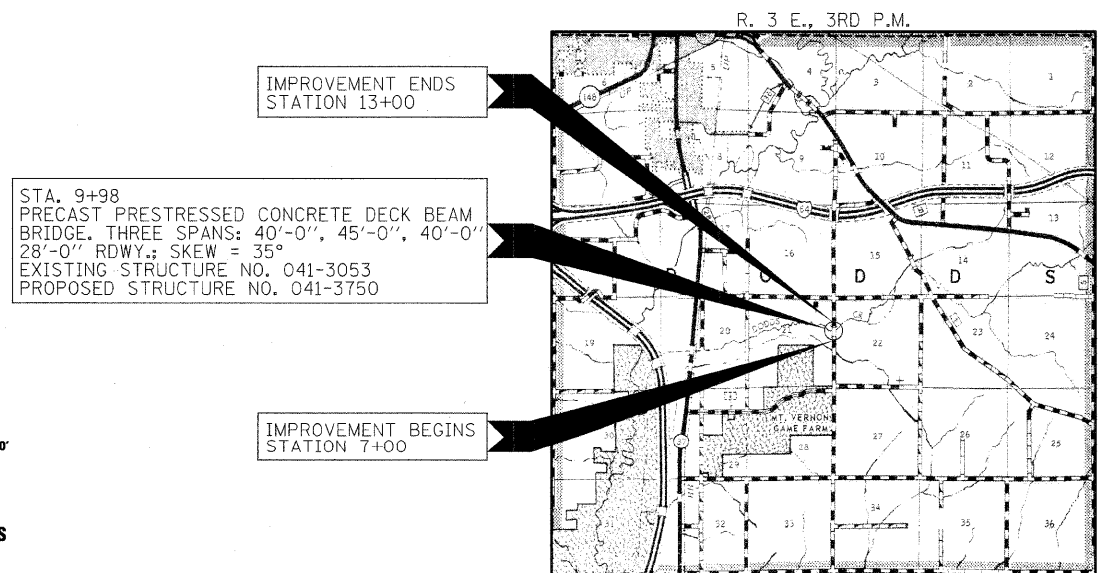 R. 3 E., 3RD P.M.
IMPROVEMENT ENDS
STATION 13+00
STA. 9+98
PRECAST PRESTRESSED CONCRETE DECK BEAM
BRIDGE. THREE SPANS: 40'-0", 45'-0", 40'-0"
28'-0" RDWY.; SKEW = 35°
EXISTING STRUCTURE NO. 041-3053
PROPOSED STRUCTURE NO. 041-3750
IMPROVEMENT BEGINS
STATION 7+00
S
148
5
4
3
2
1
8
9
10
11
12
13
16
15
14
D D S
19
20
21
22
23
24
DODDS
CR
MT. VERNON
GAME FARM
30
29
28
27
26
25
31
32
33
34
35
36